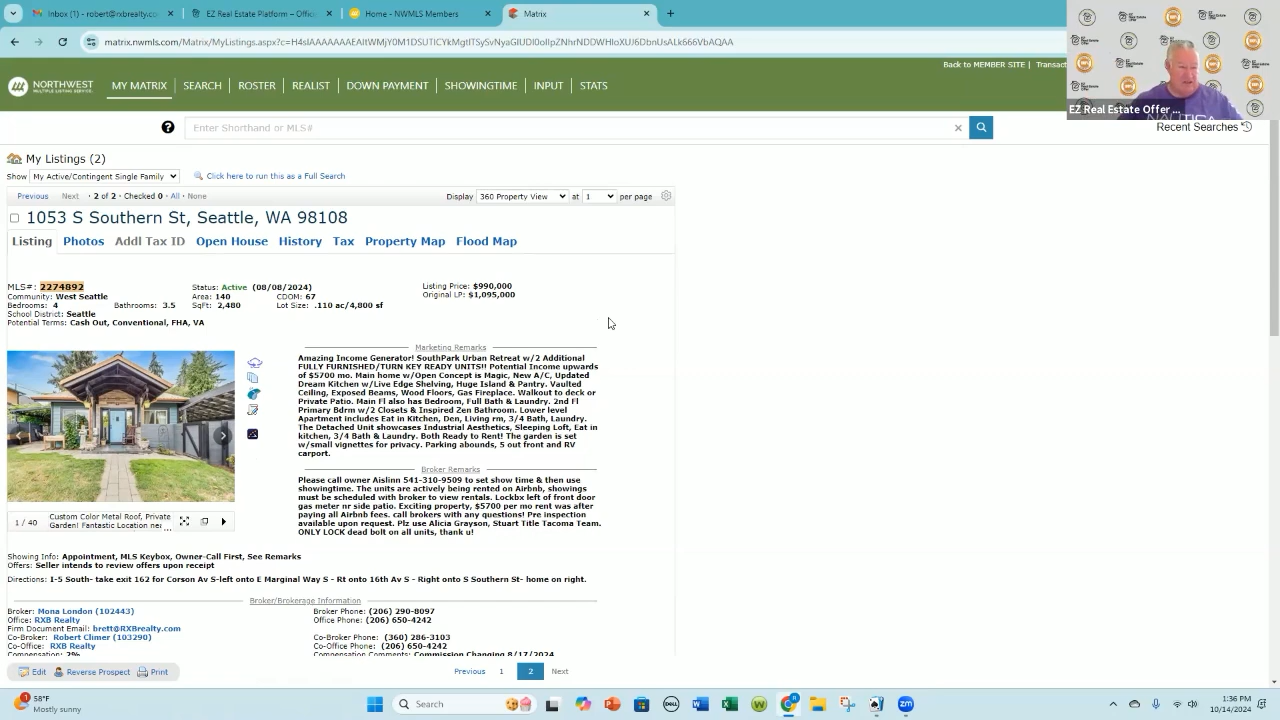 Inbox (1) - robert@rxbrealty.com
EZ Real Estate Platform - Offic
Home - eWN MLS
Matrix
matrix.nwmls.com/Matrix/MyListings.aspx?c=
Back to MEMBER SITE |
Transact
EZ Real Estate Offer ...
NAUTICA
NORTHWEST
MULTIPLE LISTING SERVICE
MY MATRIX
SEARCH
ROSTER
REALIST
DOWN PAYMENT
SHOWINGTIME
INPUT
STATS
Enter Shorthand or MLS#
Recent Searches
My Listings (2)
Show My Active/Contingent Single Family
Click here to run this as a Full Search
Previous Next · 2 of 2 · Checked 0 · All · None
Display 360 Property View at 1 per page
1053 S Southern St, Seattle, WA 98108
Listing Photos Addl Tax ID Open House History Tax Property Map Flood Map
MLS#: 2274892 Status: Active (08/08/2024) Listing Price: $990,000
Community: West Seattle Area: 140 CDOM: 67 Original LP: $1,095,000
Bedrooms: 4 Bathrooms: 3.5 SqFt: 2,480 Lot Size: .110 ac/4,800 sf
School District: Seattle
Potential Terms: Cash Out, Conventional, FHA, VA
Marketing Remarks
Amazing Income Generator! SouthPark Urban Retreat w/2 Additional
FULLY FURNISHED/TURN KEY READY UNITS!! Potential Income upwards
of $5700 mo. Main home w/Open Concept is Magic, New A/C, Updated
Dream Kitchen w/Live Edge Shelving, Huge Island & Pantry. Vaulted
Ceiling, Exposed Beams, Wood Floors, Gas Fireplace. Walkout to deck or
Private Patio. Main Fl also has Bedroom, Full Bath & Laundry. 2nd Fl
Primary Bdrm w/2 Closets & Inspired Zen Bathroom. Lower level
Apartment includes Eat in Kitchen, Den, Living rm, 3/4 Bath, Laundry.
The Detached Unit showcases Industrial Aesthetics, Sleeping Loft, Eat in
kitchen, 3/4 Bath & Laundry. Both Ready to Rent! The garden is set
w/small vignettes for privacy. Parking abounds, 5 out front and RV
carport.
Broker Remarks
Please call owner Aislinn 541-310-9509 to set show time & then use
showingtime. The units are actively being rented on Airbnb, showings
must be scheduled with broker to view rentals. Lockbx left of front door
gas meter nr side patio. Exciting property, $5700 per mo rent was after
paying all Airbnb fees. call brokers with any questions! Pre inspection
available upon request. Plz use Alicia Grayson, Stuart Title Tacoma Team.
ONLY LOCK dead bolt on all units, thank u!
1 / 40
Custom Color Metal Roof, Private
Garden! Fantastic Location nea
...
Showing Info: Appointment, MLS Keybox, Owner-Call First, See Remarks
Offers: Seller intends to review offers upon receipt
Directions: I-5 South- take exit 162 for Corson Av S-left onto E Marginal Way S - Rt onto 16th Av S - Right onto S Southern St- home on right.
Broker/Brokerage Information
Broker: Mona London (102443) Broker Phone: (206) 290-8097
Office: RXB Realty Office Phone: (206) 650-4242
Firm Document Email: brett@RXBrealty.com
Co-Broker: Robert Climer (103290) Co-Broker Phone: (360) 286-3103
Co-Office: RXB Realty Co-Office Phone: (206) 650-4242
Compensation: 2% Compensation Comments: Commission Changing 8/17/2024
Edit Reverse Prospect Print
Previous 1 2 Next
58°F
Mostly sunny
Search
1:36 PM
10/14/2024